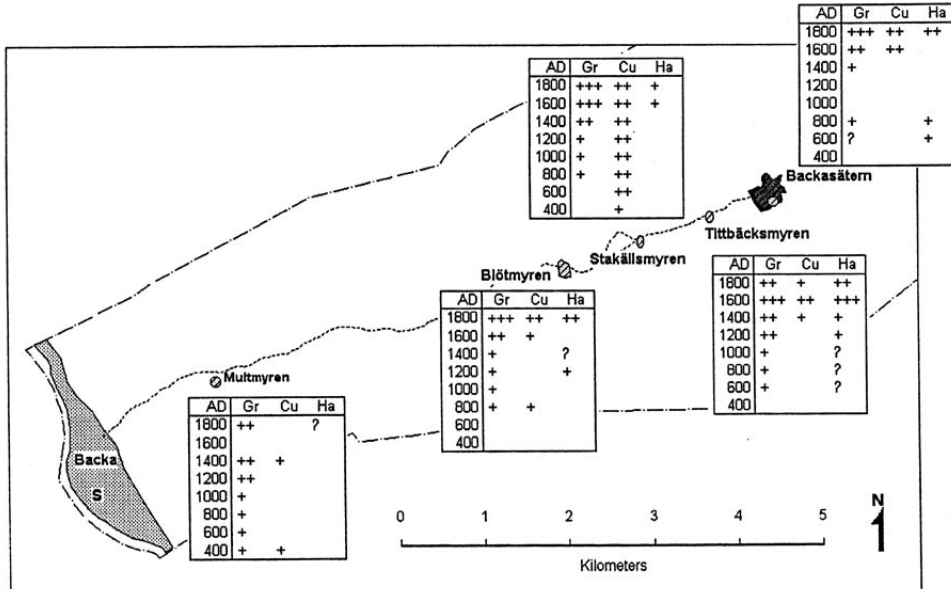 AD Gr Cu Ha
1800 +++ ++ ++
1600 ++ ++
1400 +
1200
1000
800 + +
600 ? +
400
Backasätern
AD Gr Cu Ha
1800 +++ ++ +
1600 +++ ++ +
1400 ++ ++
1200 + ++
1000 + ++
800 + ++
600 ++
400 +
Tittbäcksmyren
Stakällsmyren
Blötmyren
AD Gr Cu Ha
1800 ++ + ++
1600 +++ ++ +++
1400 ++ + +
1200 ++ +
1000 + ?
800 + ?
600 + ?
400
AD Gr Cu Ha
1800 +++ ++ ++
1600 ++ +
1400 + ?
1200 + +
1000 +
800 + +
600
400
Multmyren
AD Gr Cu Ha
1800 ++ ?
1600
1400 ++ +
1200 ++
1000 +
800 +
600 +
400 + +
Backa
S
N
0 1 2 3 4 5
Kilometers